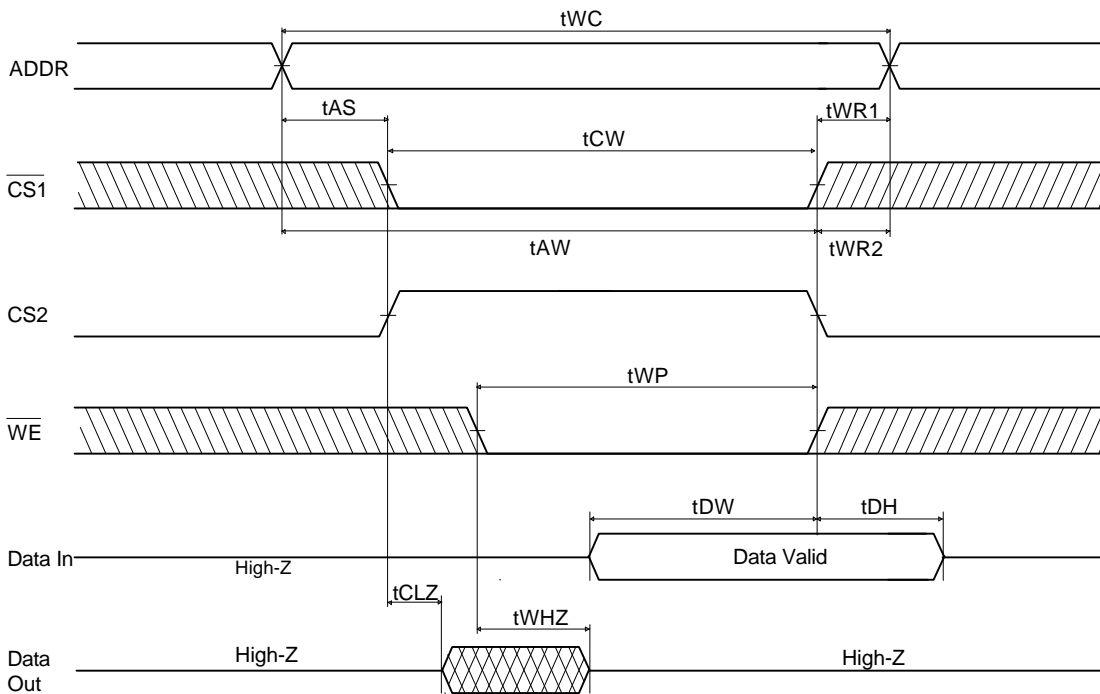 tWC
ADDR
tAS
tWR1
tCW
CS1
tAW
tWR2
CS2
tWP
WE
tDW
tDH
Data In
High-Z
Data Valid
tCLZ
tWHZ
Data
Out
High-Z
High-Z